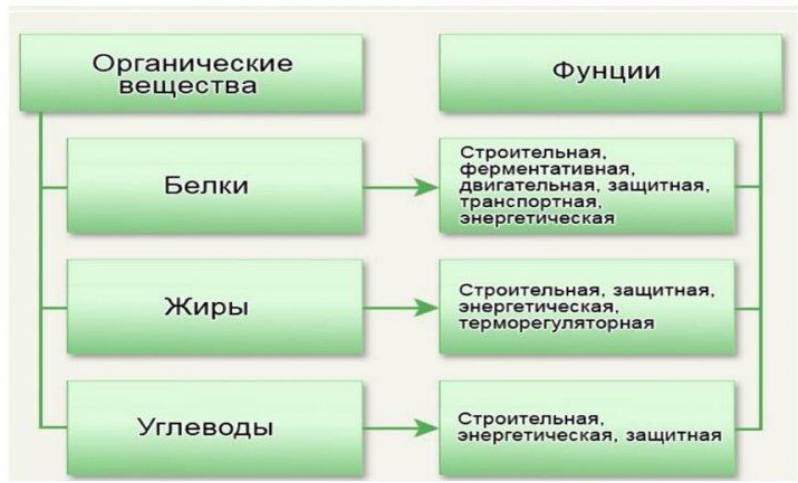 Органические
вещества
Фунции
Белки
Строительная,
ферментативная,
двигательная, защитная,
транспортная,
энергетическая
Жиры
Строительная, защитная,
энергетическая,
терморегуляторная
Углеводы
Строительная,
энергетическая, защитная